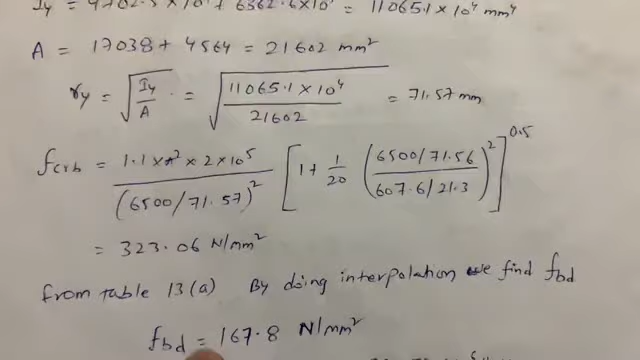 Iy = 4702.5 × 10⁴ + 6362.6×10⁴ = 11065.1 × 10⁴ mm⁴
A = 17038 + 4564 = 21602 mm²
ry = √(Iy/A) = √(11065.1 × 10⁴/21602) = 71.57 mm
fcrb = 1.1 × π² × 2 × 10⁵/(6500/71.57)² [1 + 1/20 ((6500/71.56)/(607.6/21.3))²]^0.5
= 323.06 N/mm²
from table 13(a) By doing interpolation we find fbd
fbd = 167.8 N/mm²